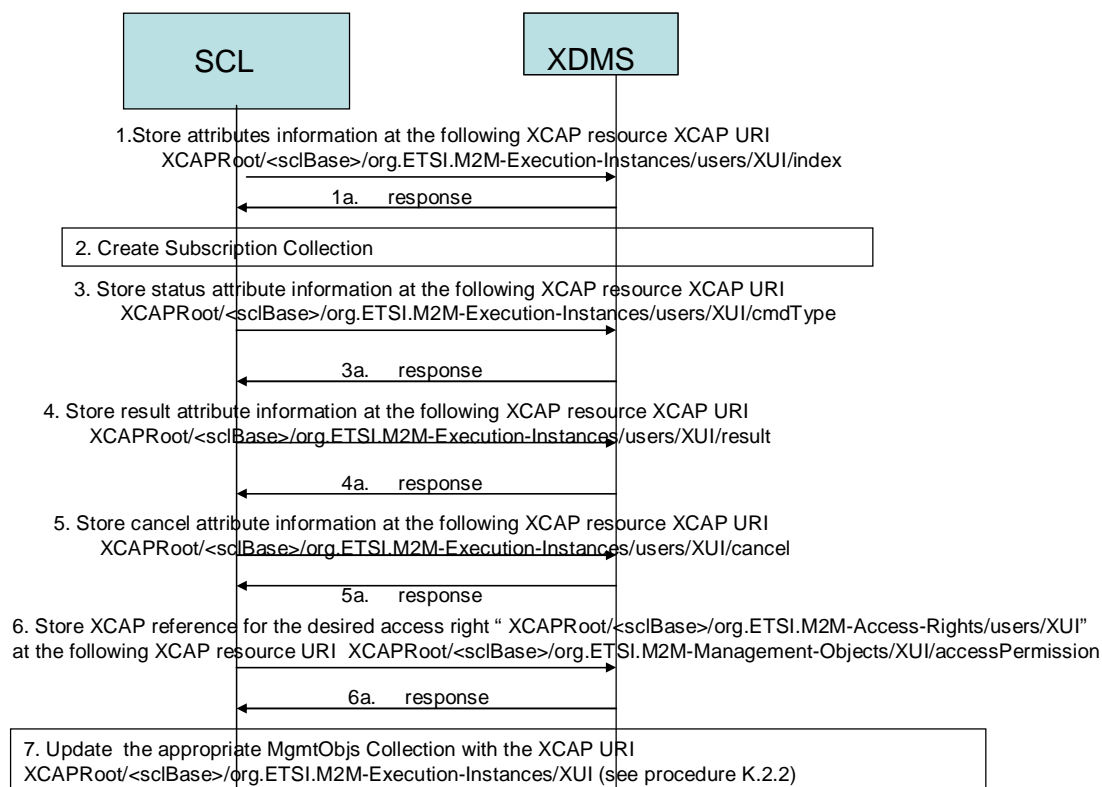 SCL
XDMS
1.Store attributes information at the following XCAP resource XCAP URI
XCAPRoot/<sclBase>/org.ETSI.M2M-Execution-Instances/users/XUI/index
1a. response
2. Create Subscription Collection
3. Store status attribute information at the following XCAP resource XCAP URI
XCAPRoot/<sclBase>/org.ETSI.M2M-Execution-Instances/users/XUI/cmdType
3a. response
4. Store result attribute information at the following XCAP resource XCAP URI
XCAPRoot/<sclBase>/org.ETSI.M2M-Execution-Instances/users/XUI/result
4a. response
5. Store cancel attribute information at the following XCAP resource XCAP URI
XCAPRoot/<sclBase>/org.ETSI.M2M-Execution-Instances/users/XUI/cancel
5a. response
6. Store XCAP reference for the desired access right “ XCAPRoot/<sclBase>/org.ETSI.M2M-Access-Rights/users/XUI”
at the following XCAP resource URI XCAPRoot/<sclBase>/org.ETSI.M2M-Management-Objects/XUI/accessPermission
6a. response
7. Update the appropriate MgmtObjs Collection with the XCAP URI
XCAPRoot/<sclBase>/org.ETSI.M2M-Execution-Instances/XUI (see procedure K.2.2)